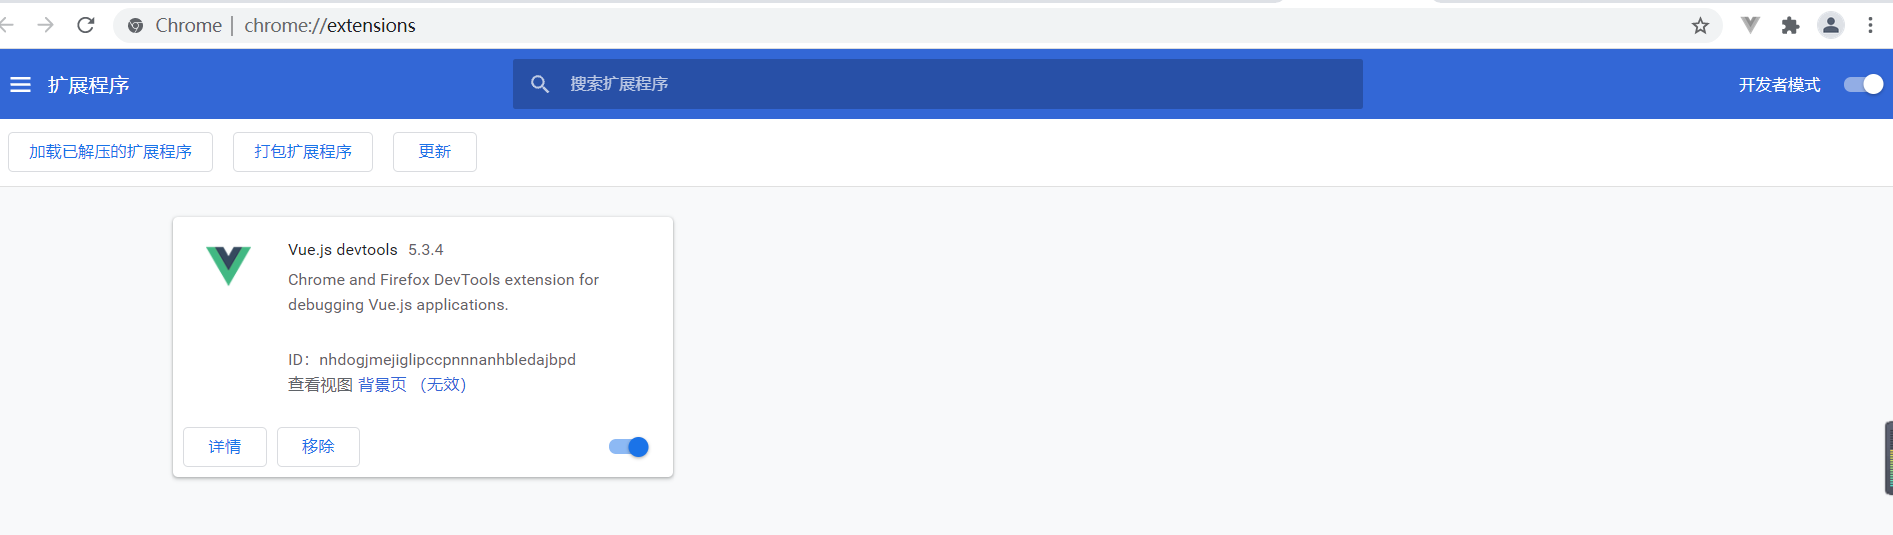 Chrome | chrome://extensions
扩展程序
搜索扩展程序
开发者模式
加载已解压的扩展程序
打包扩展程序
更新
Vue.js devtools 5.3.4
Chrome and Firefox DevTools extension for
debugging Vue.js applications.
ID：nhdogjmejiglipccpnnnanhbledajbpd
查看视图 背景页 （无效）
详情
移除